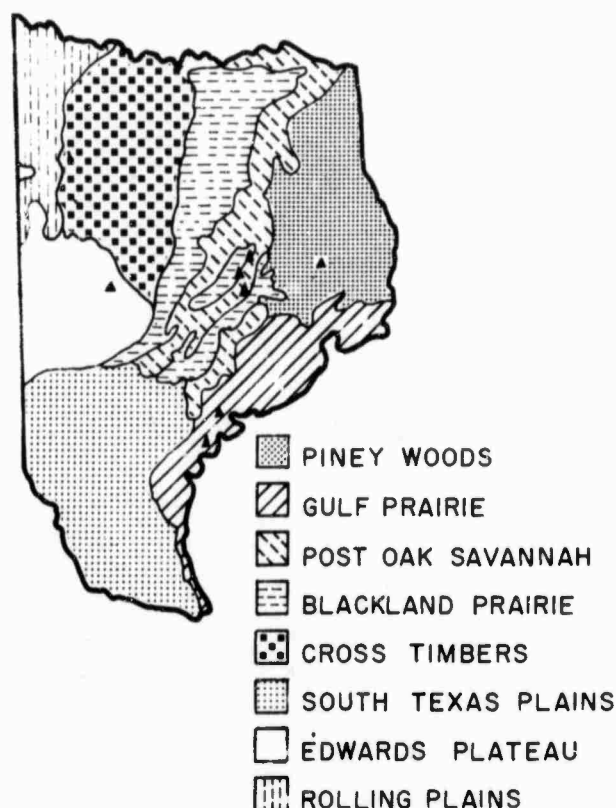 PINEY WOODS
GULF PRAIRIE
POST OAK SAVANNAH
BLACKLAND PRAIRIE
CROSS TIMBERS
SOUTH TEXAS PLAINS
EDWARDS PLATEAU
ROLLING PLAINS